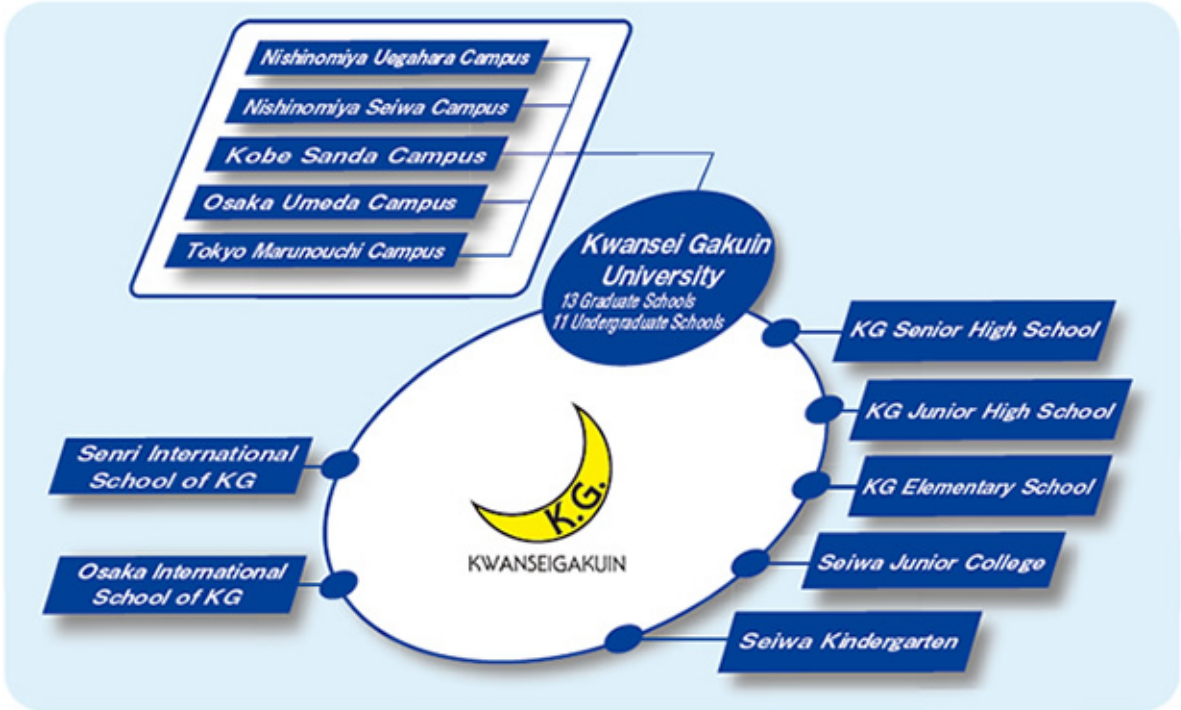 Nishinomiya Uegahara Campus
Nishinomiya Seiwa Campus
Kobe Sanda Campus
Osaka Umeda Campus
Tokyo Marunouchi Campus
Kwansei Gakuin
University
13 Graduate Schools
11 Undergraduate Schools
KG Senior High School
KG Junior High School
KG Elementary School
Seiwa Junior College
Seiwa Kindergarten
Senri International
School of KG
Osaka International
School of KG
K.G.
KWANSEIGAKUIN